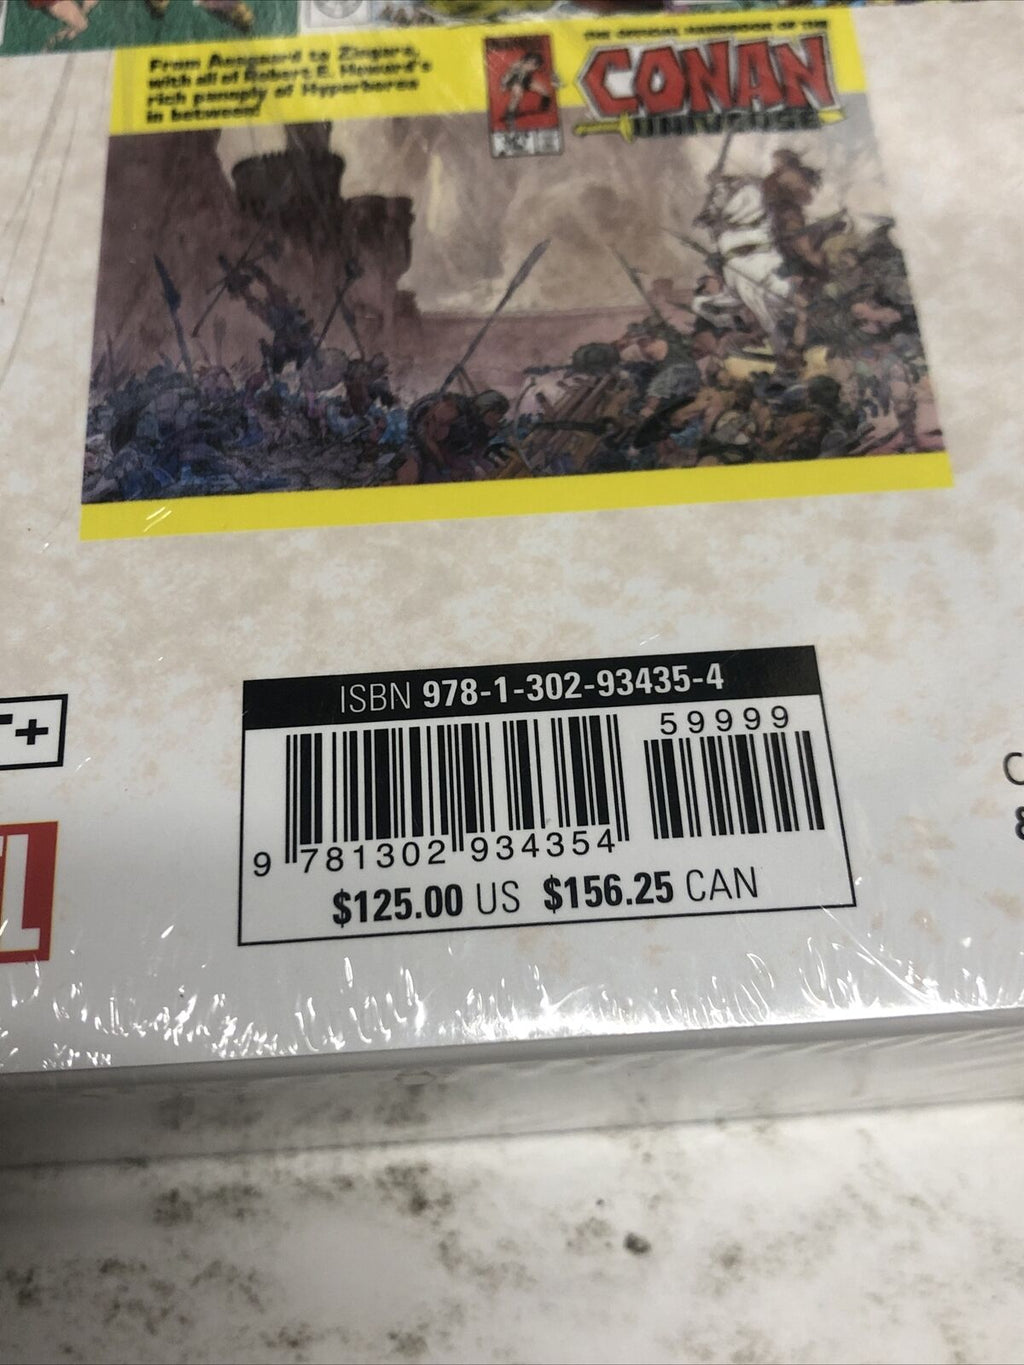 From Aesgaard to Zingara,
with all of Robert E. Howard's
rich panoply of Hyperborea
in between!
THE OFFICIAL HANDBOOK OF THE
CONAN
UNIVERSE
T+
ISBN 978-1-302-93435-4
59999
9 781302 934354
$125.00 US $156.25 CAN